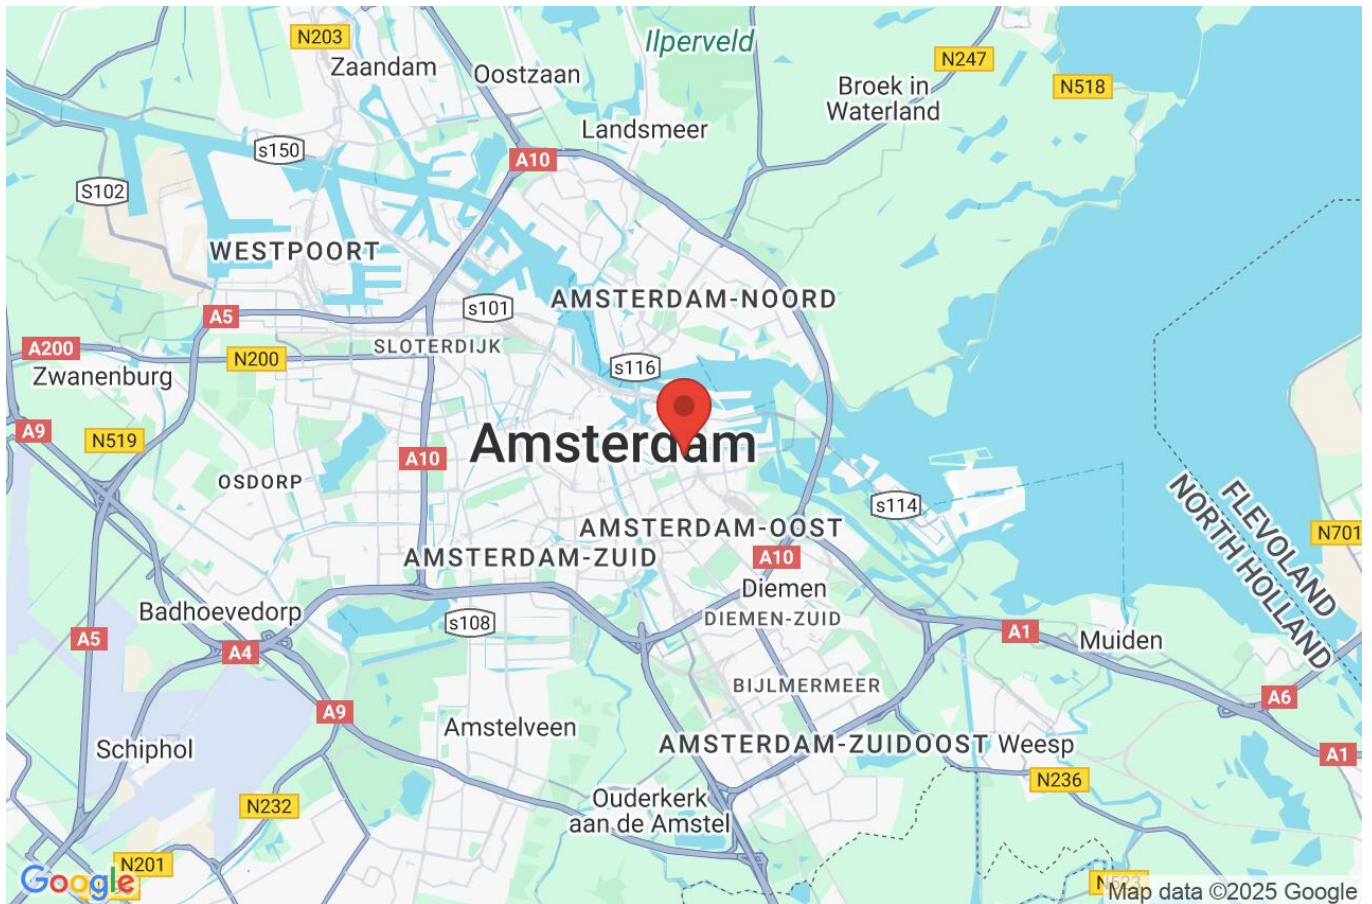 N203
Zaandam
Oostzaan
Ilperveld
N247
N518
Broek in
Waterland
Landsmeer
s150
A10
S102
WESTPOORT
AMSTERDAM-NOORD
s101
A5
SLOTERDIJK
A200
N200
Zwanenburg
s116
A9
N519
Amsterdam
A10
OSDORP
s114
AMSTERDAM-OOST
AMSTERDAM-ZUID
A10
Diemen
DIEMEN-ZUID
FLEVOLAND
NORTH HOLLAND
N701
Badhoevedorp
s108
A5
A4
A1
Muiden
BIJLMERMEER
A6
A9
Amstelveen
Schiphol
AMSTERDAM-ZUIDOOST
Weesp
A1
N236
N232
Ouderkerk
aan de Amstel
N201
Google
Map data ©2025 Google